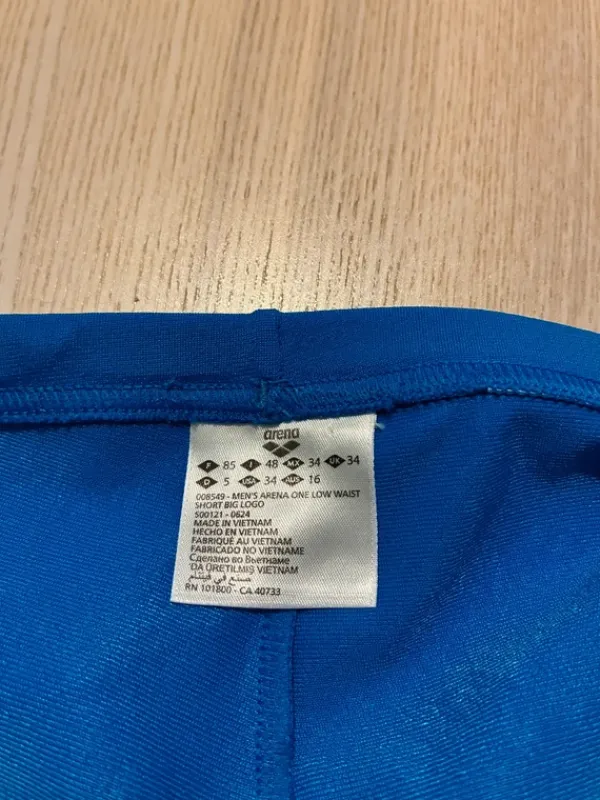 arena
F 85 I 48 MX 34 UK 34
D 5 USA 34 AUS 16
008549 - MEN'S ARENA ONE LOW WAIST
SHORT BIG LOGO
500121 - 0624
MADE IN VIETNAM
HECHO EN VIETNAM
FABRIQUÉ AU VIETNAM
FABRICADO NO VIETNAME
Сделано во Вьетнаме
DA ÜRETILMIŞ VIETNAM
صنع في فيتنام
RN 101800 - CA 40733